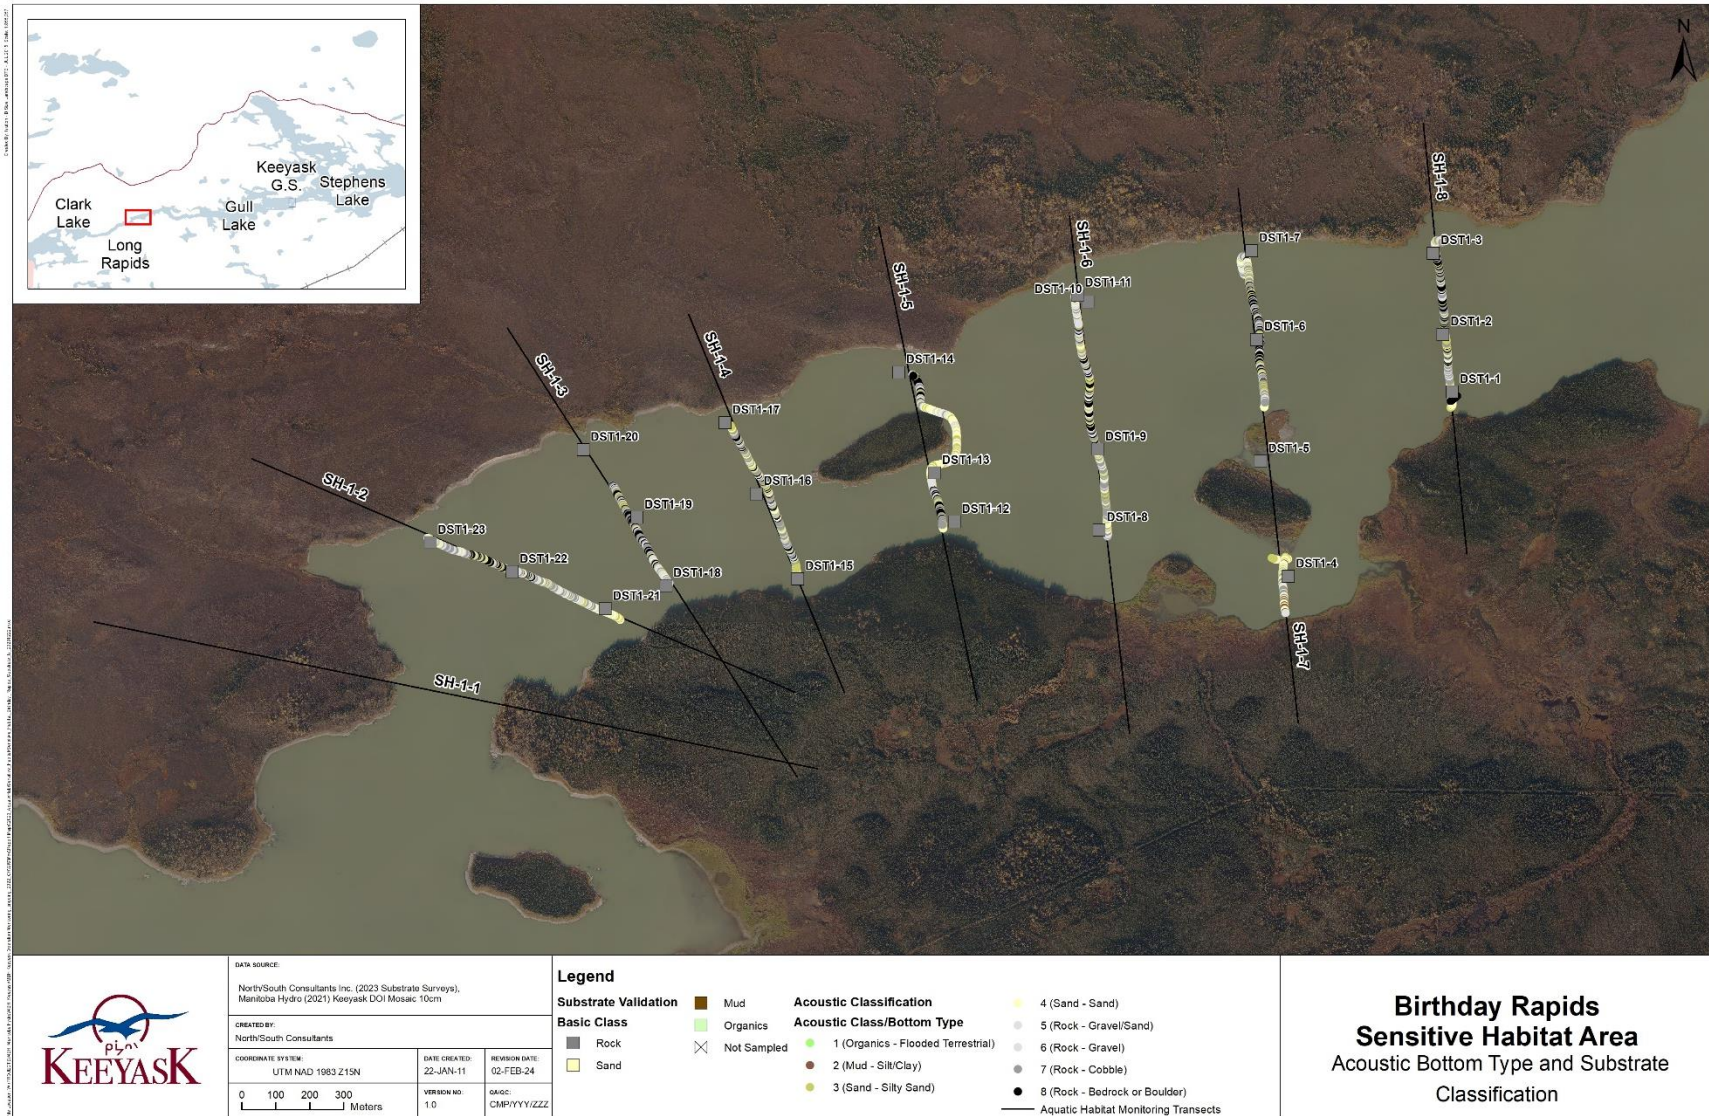 Clark
Lake
Long
Rapids
Gull
Lake
Keeyask
G.S.
Stephens
Lake
N
SH-1-1
SH-1-2
SH-1-3
SH-1-4
SH-1-5
SH-1-6
SH-1-7
SH-1-8
DST1-1
DST1-2
DST1-3
DST1-4
DST1-5
DST1-6
DST1-7
DST1-8
DST1-9
DST1-10
DST1-11
DST1-12
DST1-13
DST1-14
DST1-15
DST1-16
DST1-17
DST1-18
DST1-19
DST1-20
DST1-21
DST1-22
DST1-23
KEEYASK
DATA SOURCE:
North/South Consultants Inc. (2023 Substrate Surveys),
Manitoba Hydro (2021) Keeyask DOI Mosaic 10cm
CREATED BY:
North/South Consultants
COORDINATE SYSTEM:
UTM NAD 1983 Z15N
DATE CREATED:
22-JAN-11
REVISION DATE:
02-FEB-24
0 100 200 300
Meters
VERSION NO:
1.0
QA/QC:
CMP/YYY/ZZZ
Legend
Substrate Validation
Basic Class
Rock
Sand
Mud
Organics
Not Sampled
Acoustic Classification
Acoustic Class/Bottom Type
1 (Organics - Flooded Terrestrial)
2 (Mud - Silt/Clay)
3 (Sand - Silty Sand)
4 (Sand - Sand)
5 (Rock - Gravel/Sand)
6 (Rock - Gravel)
7 (Rock - Cobble)
8 (Rock - Bedrock or Boulder)
Aquatic Habitat Monitoring Transects
Birthday Rapids
Sensitive Habitat Area
Acoustic Bottom Type and Substrate
Classification